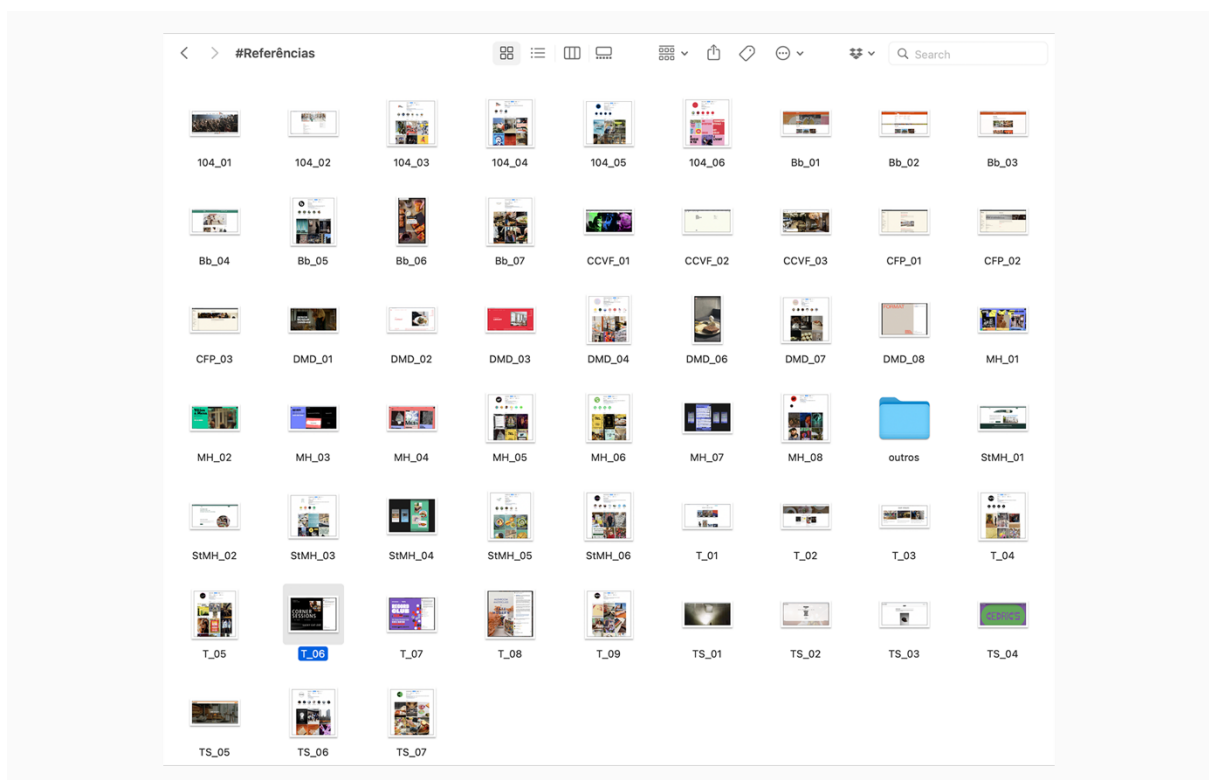 #Referências
Search
104_01 104_02 104_03 104_04 104_05 104_06 Bb_01 Bb_02 Bb_03
Bb_04 Bb_05 Bb_06 Bb_07 CCVF_01 CCVF_02 CCVF_03 CFP_01 CFP_02
CFP_03 DMD_01 DMD_02 DMD_03 DMD_04 DMD_06 DMD_07 DMD_08 MH_01
MH_02 MH_03 MH_04 MH_05 MH_06 MH_07 MH_08 outros StMH_01
StMH_02 StMH_03 StMH_04 StMH_05 StMH_06 T_01 T_02 T_03 T_04
CORNER
SESSIONS
T_05 T_06 T_07 T_08 T_09 TS_01 TS_02 TS_03 TS_04
TS_05 TS_06 TS_07